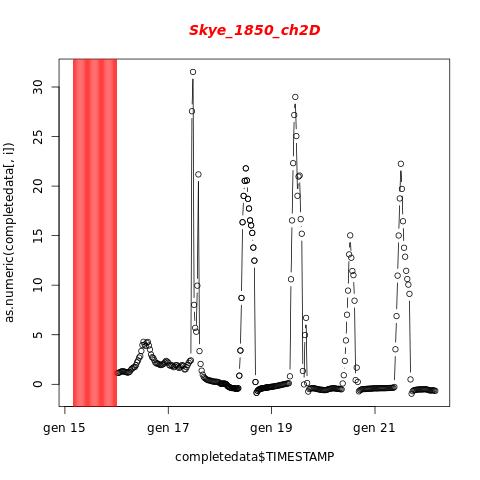 Skye_1850_ch2D
as.numeric(completedata[, i])
30
25
20
15
10
5
0
gen 15
gen 17
gen 19
gen 21
completedata$TIMESTAMP